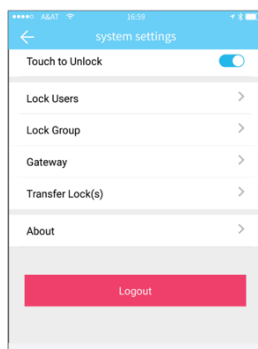 A&AT 16:59
system settings
Touch to Unlock
Lock Users
Lock Group
Gateway
Transfer Lock(s)
About
Logout